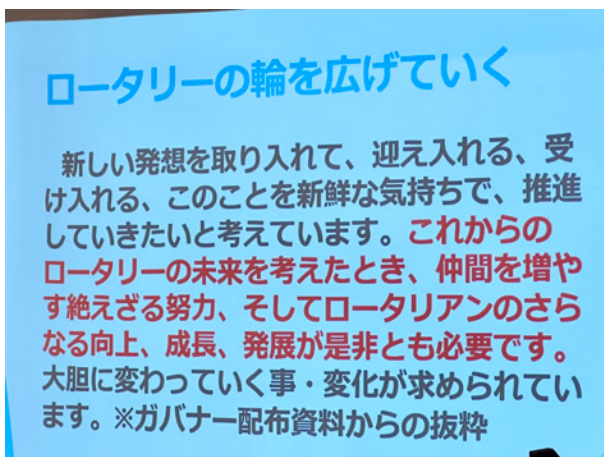 ロータリーの輪を広げていく
新しい発想を取り入れて、迎え入れる、受
け入れる、このことを新鮮な気持ちで、推進
していきたいと考えています。これからの
ロータリーの未来を考えたとき、仲間を増や
す絶えざる努力、そしてロータリアンのさら
なる向上、成長、発展が是非とも必要です。
大胆に変わっていく事・変化が求められてい
ます。※ガバナー配布資料からの抜粋